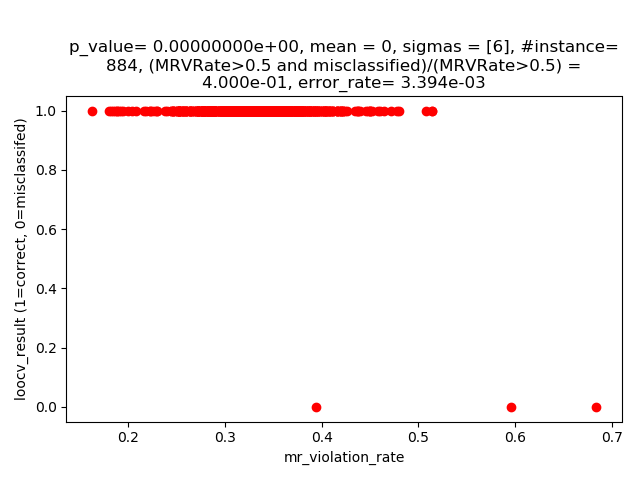 p_value= 0.00000000e+00, mean = 0, sigmas = [6], #instance=
884, (MRVRate>0.5 and misclassified)/(MRVRate>0.5) =
4.000e-01, error_rate= 3.394e-03
loocv_result (1=correct, 0=misclassifed)
1.0
0.8
0.6
0.4
0.2
0.0
0.2 0.3 0.4 0.5 0.6 0.7
mr_violation_rate